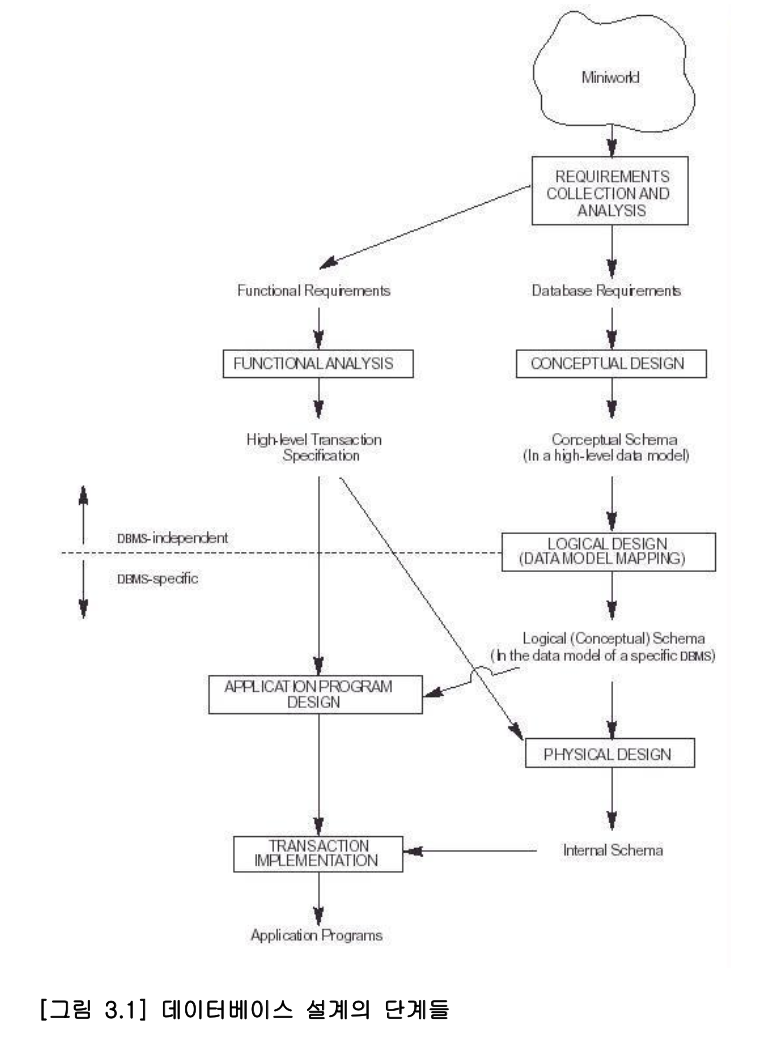 Miniworld
REQUIREMENTS
COLLECTION AND
ANALYSIS
Functional Requirements
Database Requirements
FUNCTIONAL ANALYSIS
CONCEPTUAL DESIGN
High-level Transaction
Specification
Conceptual Schema
(In a high-level data model)
DBMS-independent
LOGICAL DESIGN
(DATA MODEL MAPPING)
DBMS-specific
Logical (Conceptual) Schema
(In the data model of a specific DBMS)
APPLICATION PROGRAM
DESIGN
PHYSICAL DESIGN
TRANSACTION
IMPLEMENTATION
Internal Schema
Application Programs
[그림 3.1] 데이터베이스 설계의 단계들